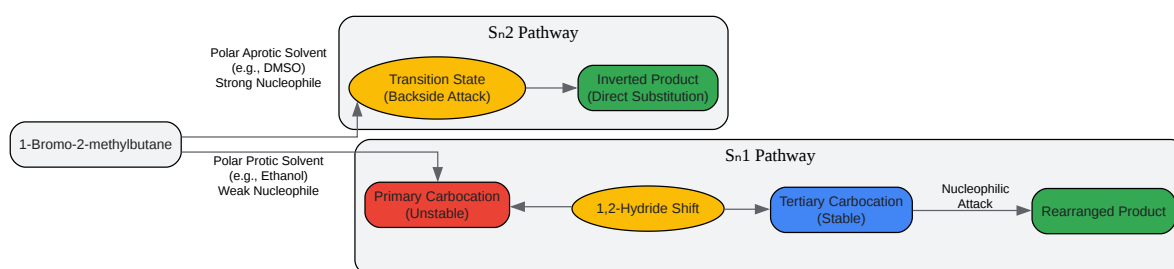 Sₙ2 Pathway
Polar Aprotic Solvent
(e.g., DMSO)
Strong Nucleophile
Transition State
(Backside Attack)
Inverted Product
(Direct Substitution)
1-Bromo-2-methylbutane
Polar Protic Solvent
(e.g., Ethanol)
Weak Nucleophile
Sₙ1 Pathway
Primary Carbocation
(Unstable)
1,2-Hydride Shift
Tertiary Carbocation
(Stable)
Nucleophilic
Attack
Rearranged Product